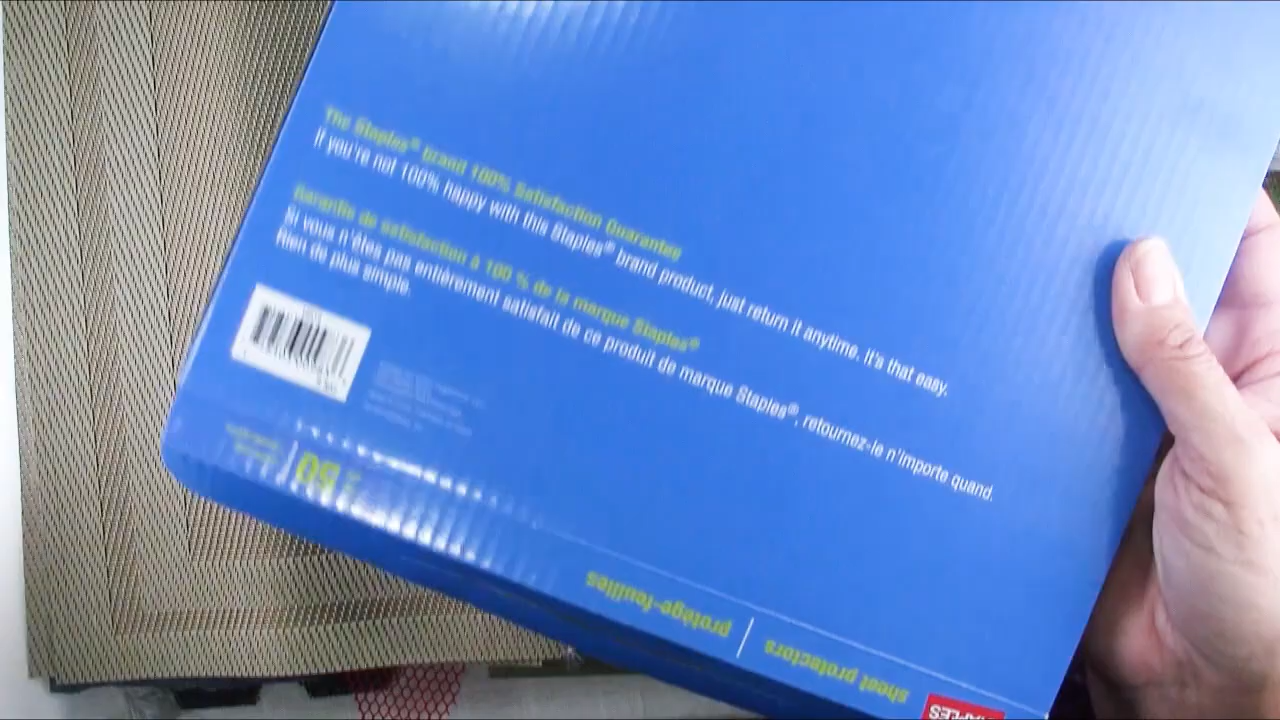 The Staples® brand 100% Satisfaction Guarantee
If you're not 100% happy with this Staples® brand product, just return it anytime, it's that easy.
Garantie de satisfaction à 100 % de la marque Staples®
Si vous n'êtes pas entièrement satisfait de ce produit de marque Staples®, retournez-le n'importe quand.
Rien de plus simple.
STAPLES
sheet protectors | protège-feuilles